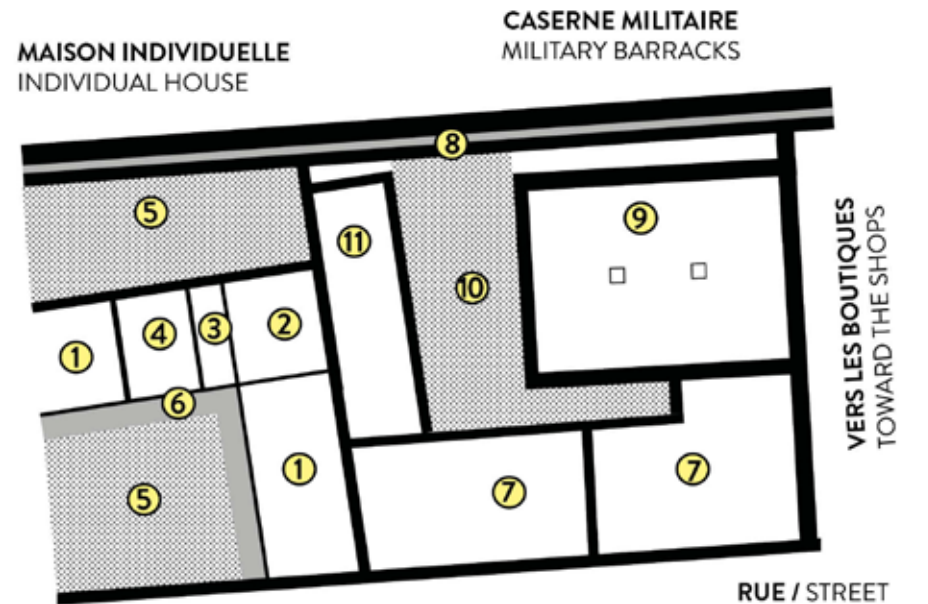 CASERNE MILITAIRE
MILITARY BARRACKS
MAISON INDIVIDUELLE
INDIVIDUAL HOUSE
8
5
9
11
10
4
3
2
1
6
1
5
7
7
VERS LES BOUTIQUES
TOWARD THE SHOPS
RUE / STREET